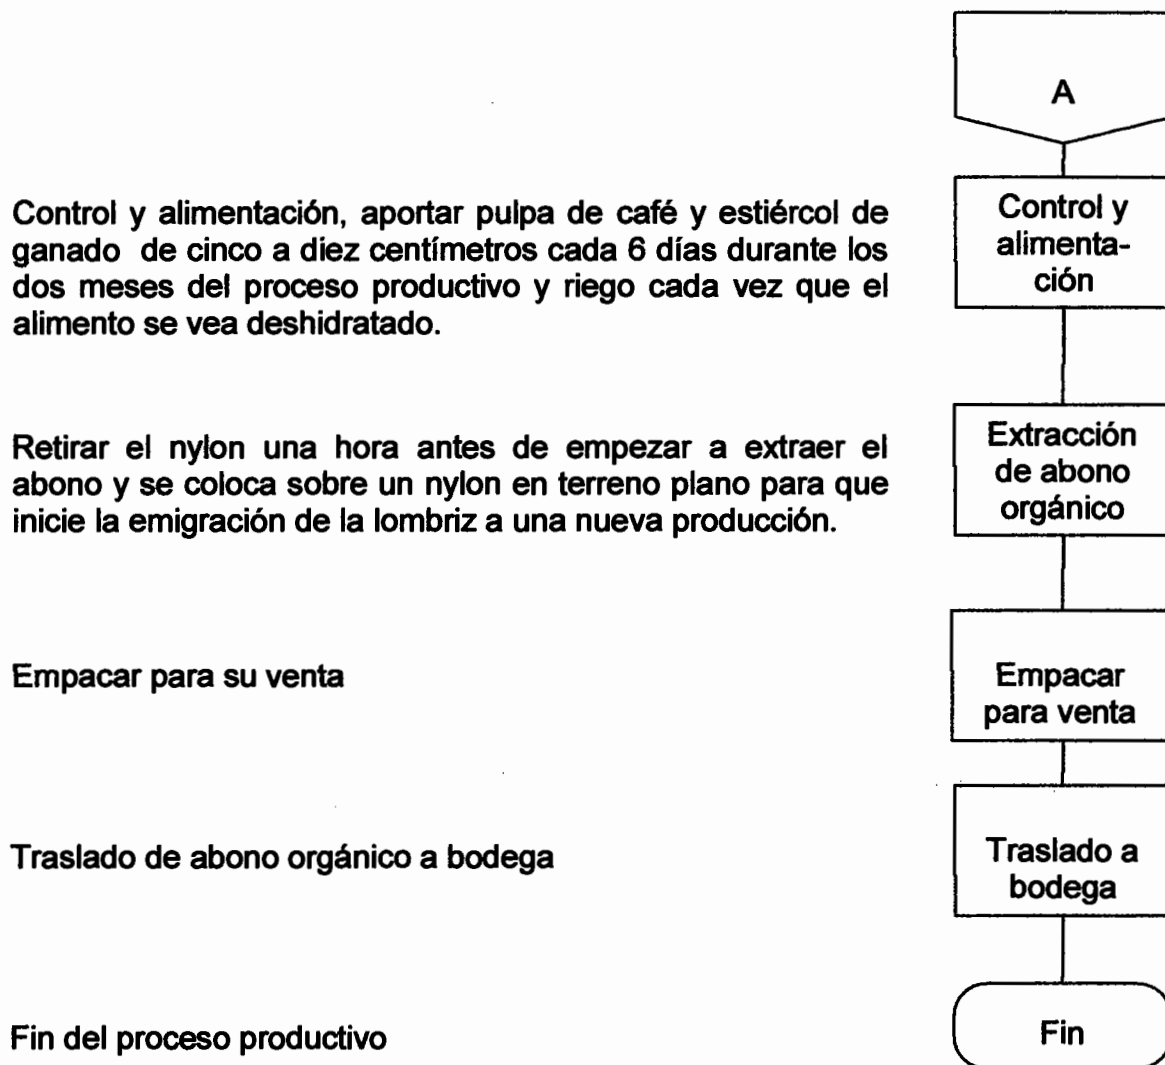 A
Control y alimentación, aportar pulpa de café y estiércol de
ganado de cinco a diez centímetros cada 6 días durante los
dos meses del proceso productivo y riego cada vez que el
alimento se vea deshidratado.
Control y
alimenta-
ción
Retirar el nylon una hora antes de empezar a extraer el
abono y se coloca sobre un nylon en terreno plano para que
inicie la emigración de la lombriz a una nueva producción.
Extracción
de abono
orgánico
Empacar para su venta
Empacar
para venta
Traslado de abono orgánico a bodega
Traslado a
bodega
Fin del proceso productivo
Fin